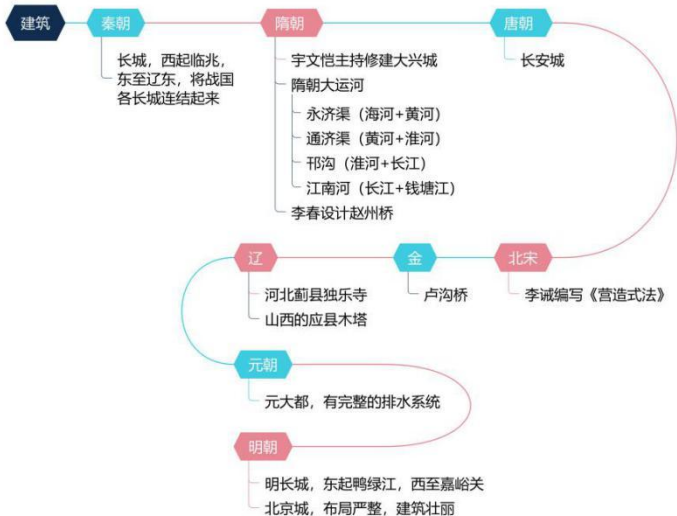 建筑
秦朝
长城，西起临兆，
东至辽东，将战国
各长城连结起来
隋朝
宇文恺主持修建大兴城
隋朝大运河
永济渠（海河+黄河）
通济渠（黄河+淮河）
邗沟（淮河+长江）
江南河（长江+钱塘江）
李春设计赵州桥
唐朝
长安城
北宋
李诫编写《营造式法》
金
卢沟桥
辽
河北蓟县独乐寺
山西的应县木塔
元朝
元大都，有完整的排水系统
明朝
明长城，东起鸭绿江，西至嘉峪关
北京城，布局严整，建筑壮丽